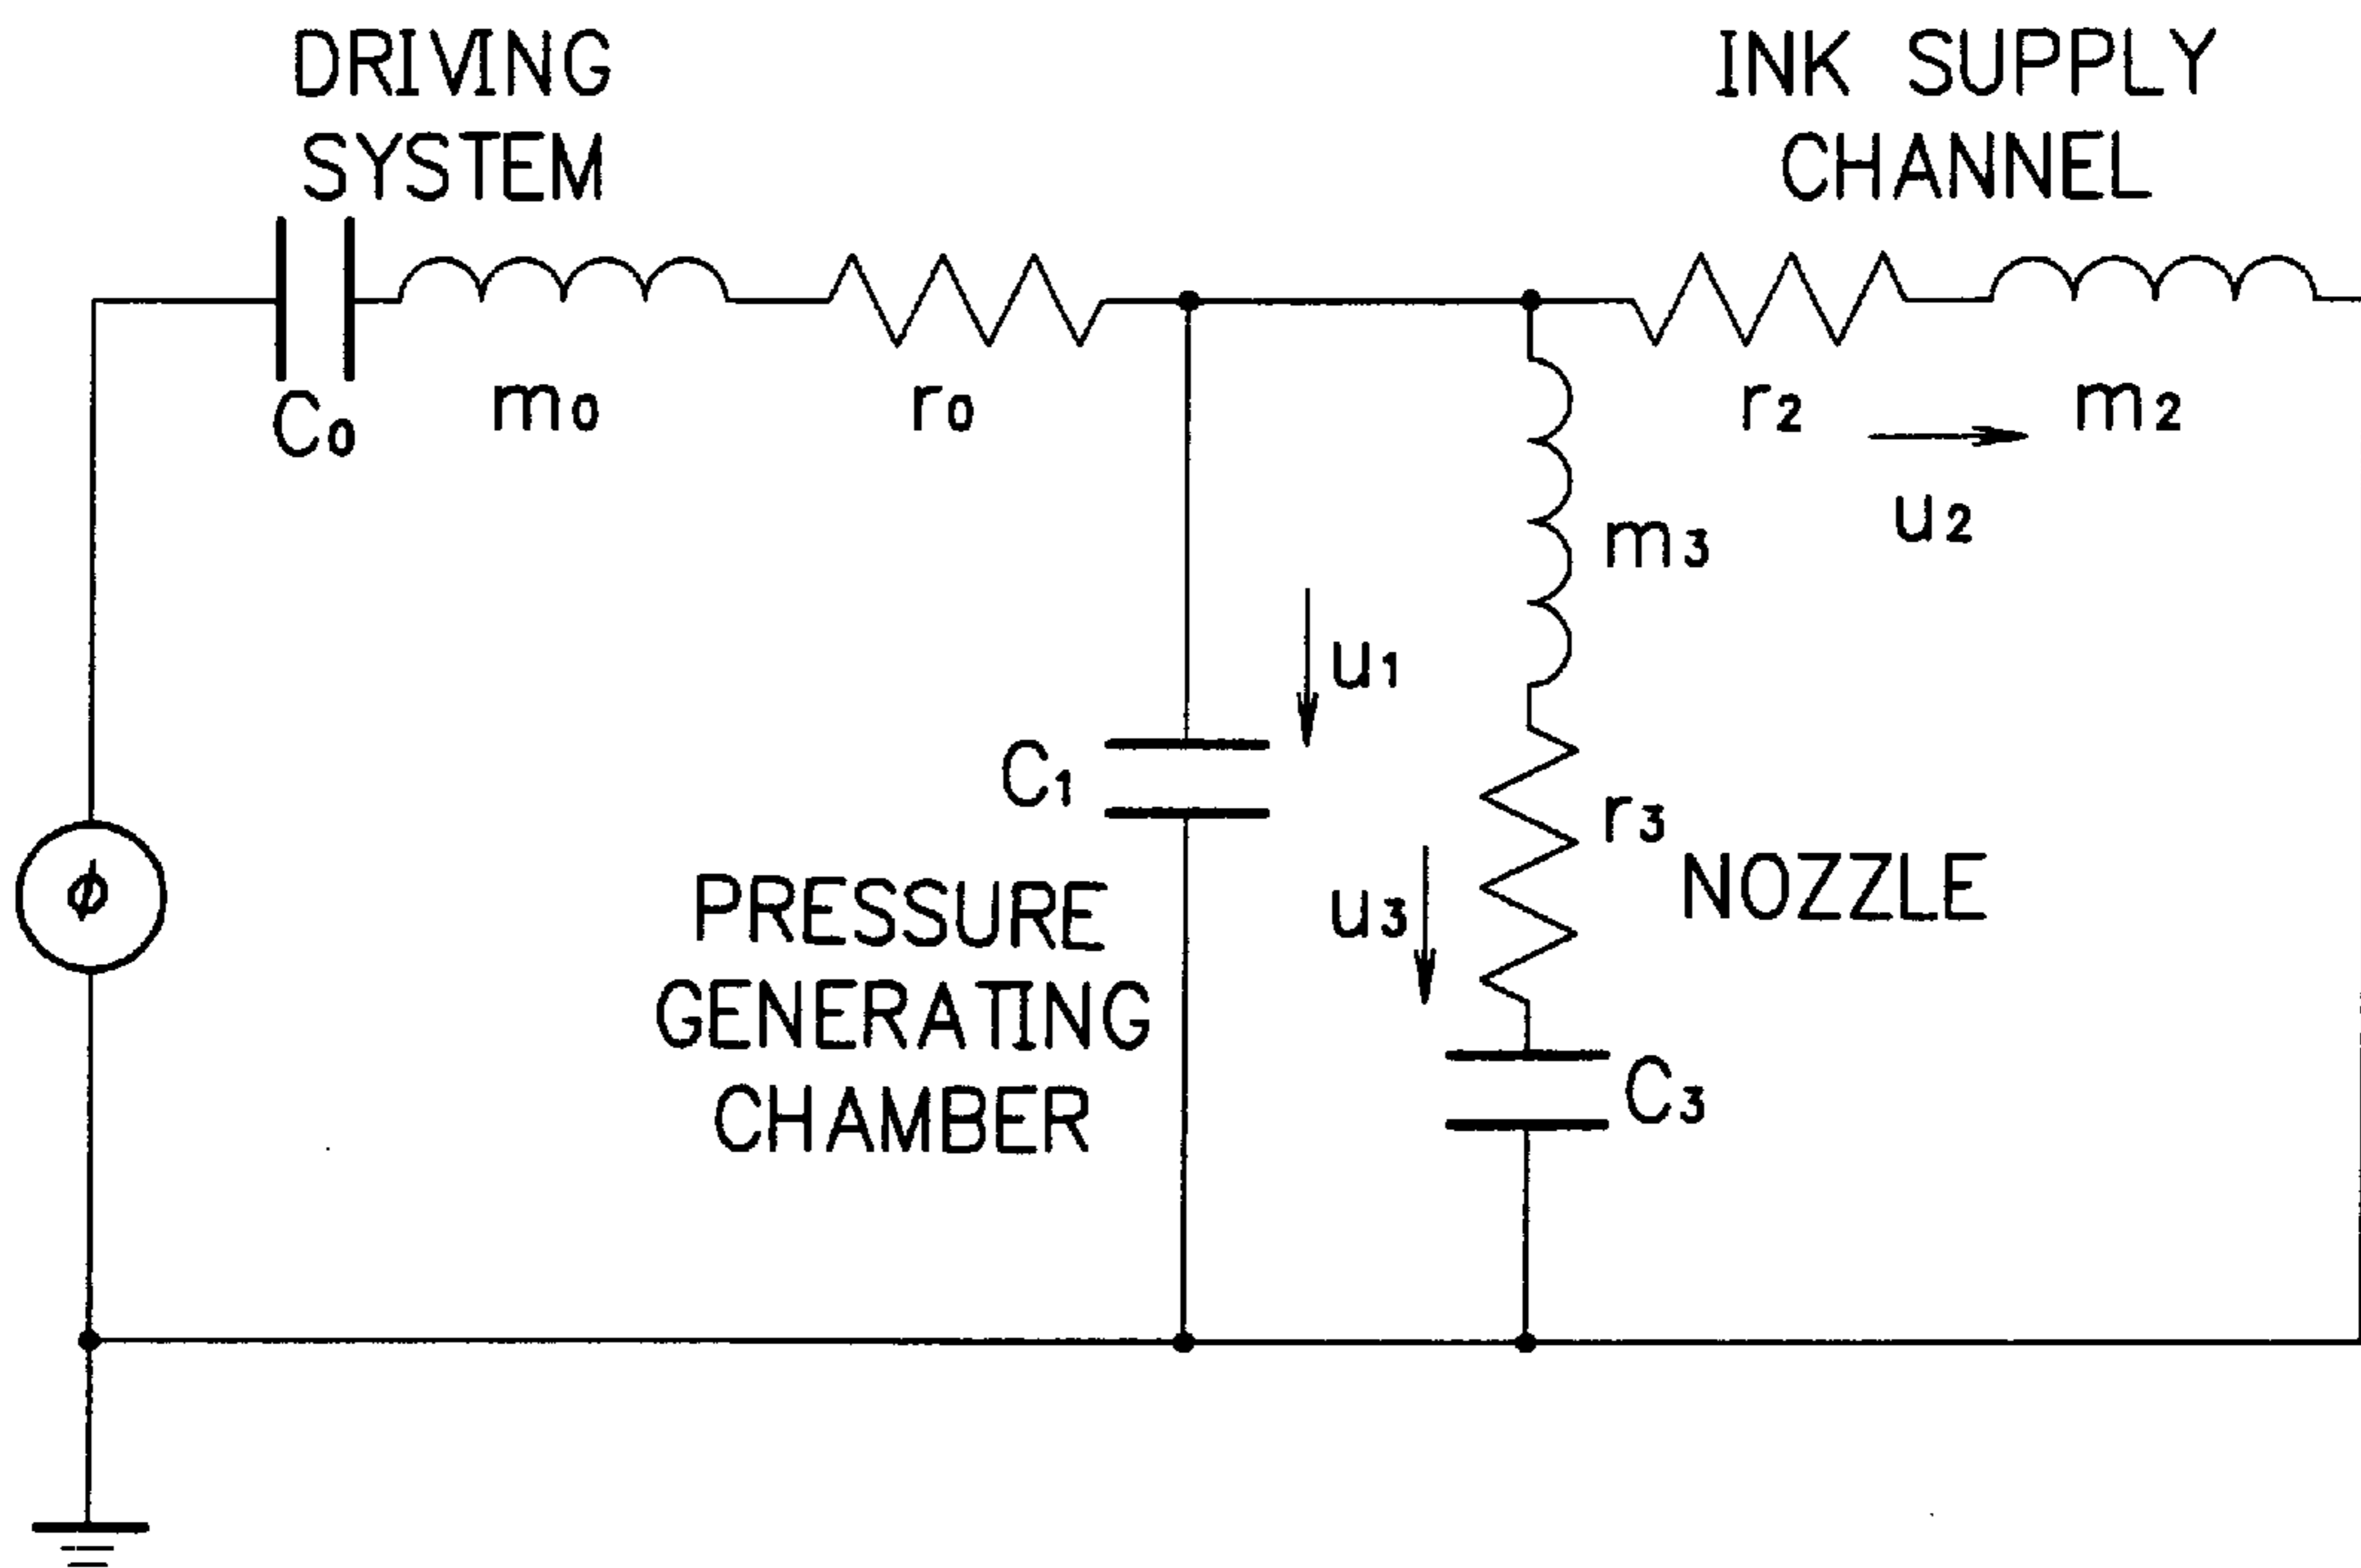 DRIVING
SYSTEM
INK SUPPLY
CHANNEL
C0
m0
r0
r2
m2
u2
m3
u1
C1
r3
u3
NOZZLE
ϕ
PRESSURE
GENERATING
CHAMBER
C3